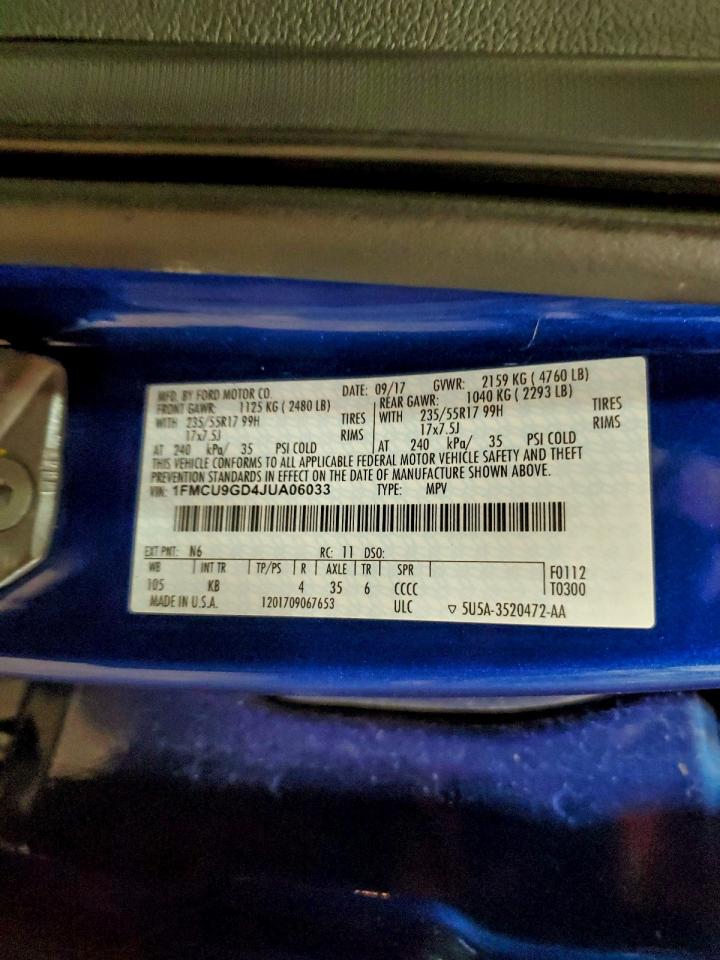 MFD. BY FORD MOTOR CO. DATE: 09/17 GVWR: 2159 KG ( 4760 LB)
FRONT GAWR: 1125 KG ( 2480 LB) REAR GAWR: 1040 KG ( 2293 LB)
WITH 235/55R17 99H TIRES WITH 235/55R17 99H TIRES
17x7.5J RIMS 17x7.5J RIMS
AT 240 kPa/ 35 PSI COLD AT 240 kPa/ 35 PSI COLD
THIS VEHICLE CONFORMS TO ALL APPLICABLE FEDERAL MOTOR VEHICLE SAFETY AND THEFT
PREVENTION STANDARDS IN EFFECT ON THE DATE OF MANUFACTURE SHOWN ABOVE.
VIN: 1FMCU9GD4JUA06033 TYPE: MPV
EXT PNT: N6 RC: 11 DSO:
WB INT TR TP/PS R AXLE TR SPR F0112
105 KB 4 35 6 CCCC T0300
MADE IN U.S.A. 1201709067653 ULC ▽ 5U5A-3520472-AA